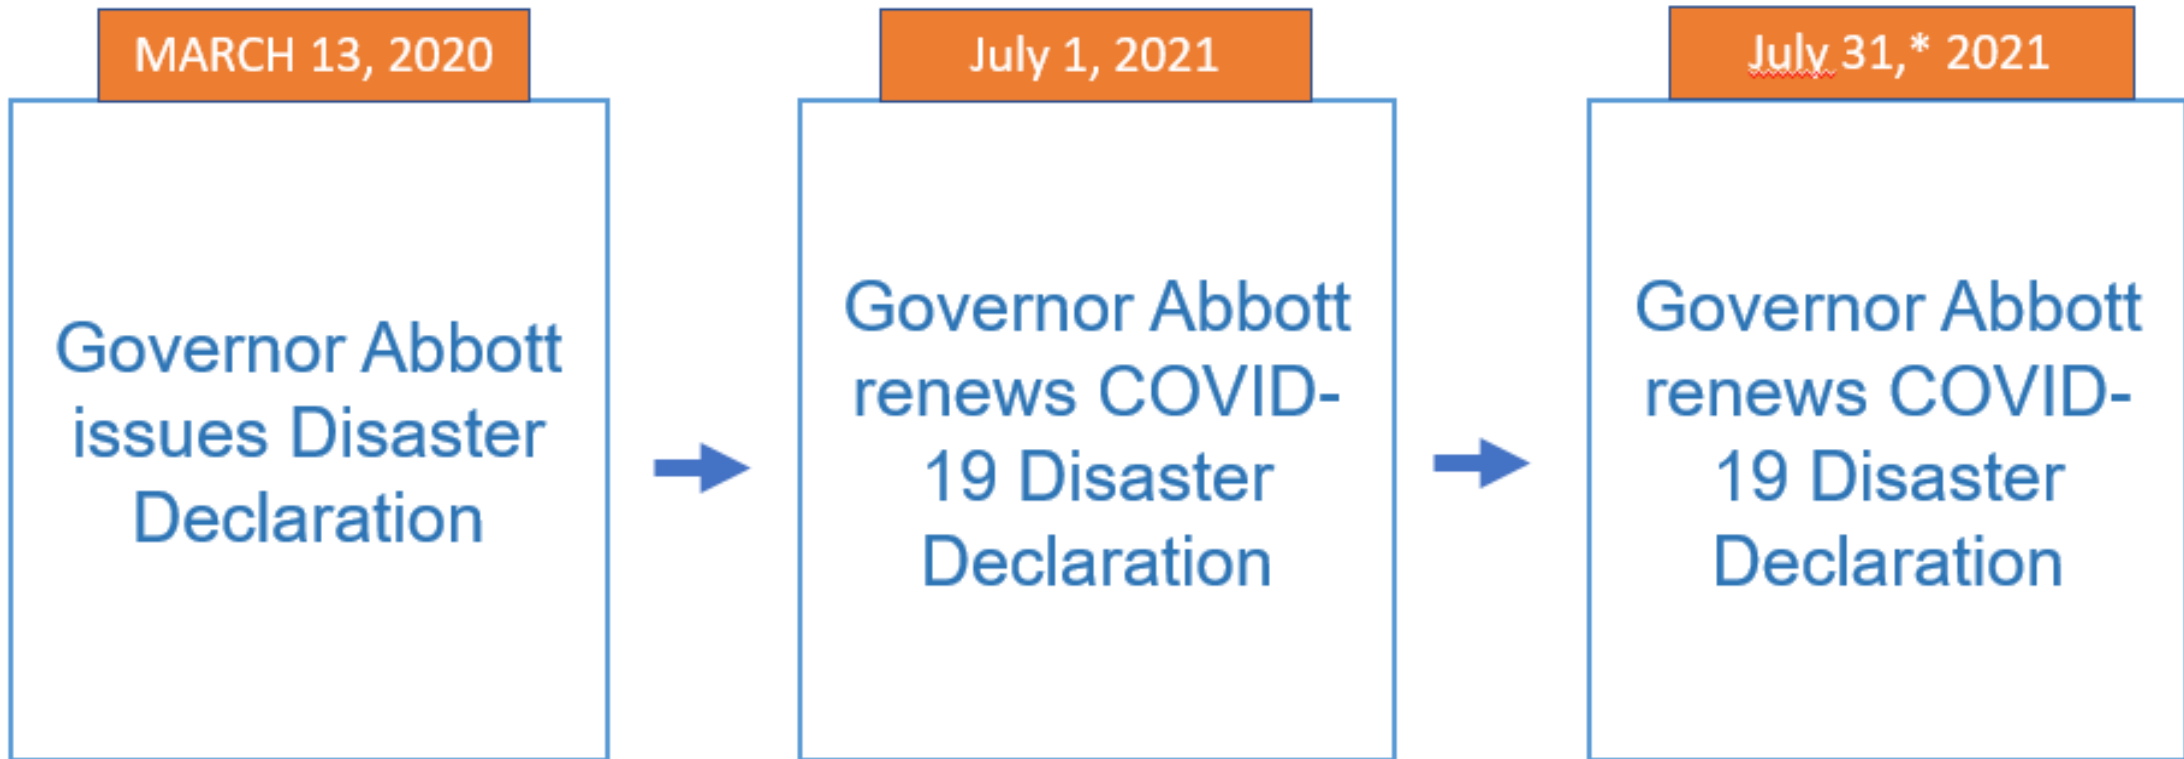 MARCH 13, 2020
Governor Abbott
issues Disaster
Declaration
July 1, 2021
Governor Abbott
renews COVID-
19 Disaster
Declaration
July 31,* 2021
Governor Abbott
renews COVID-
19 Disaster
Declaration